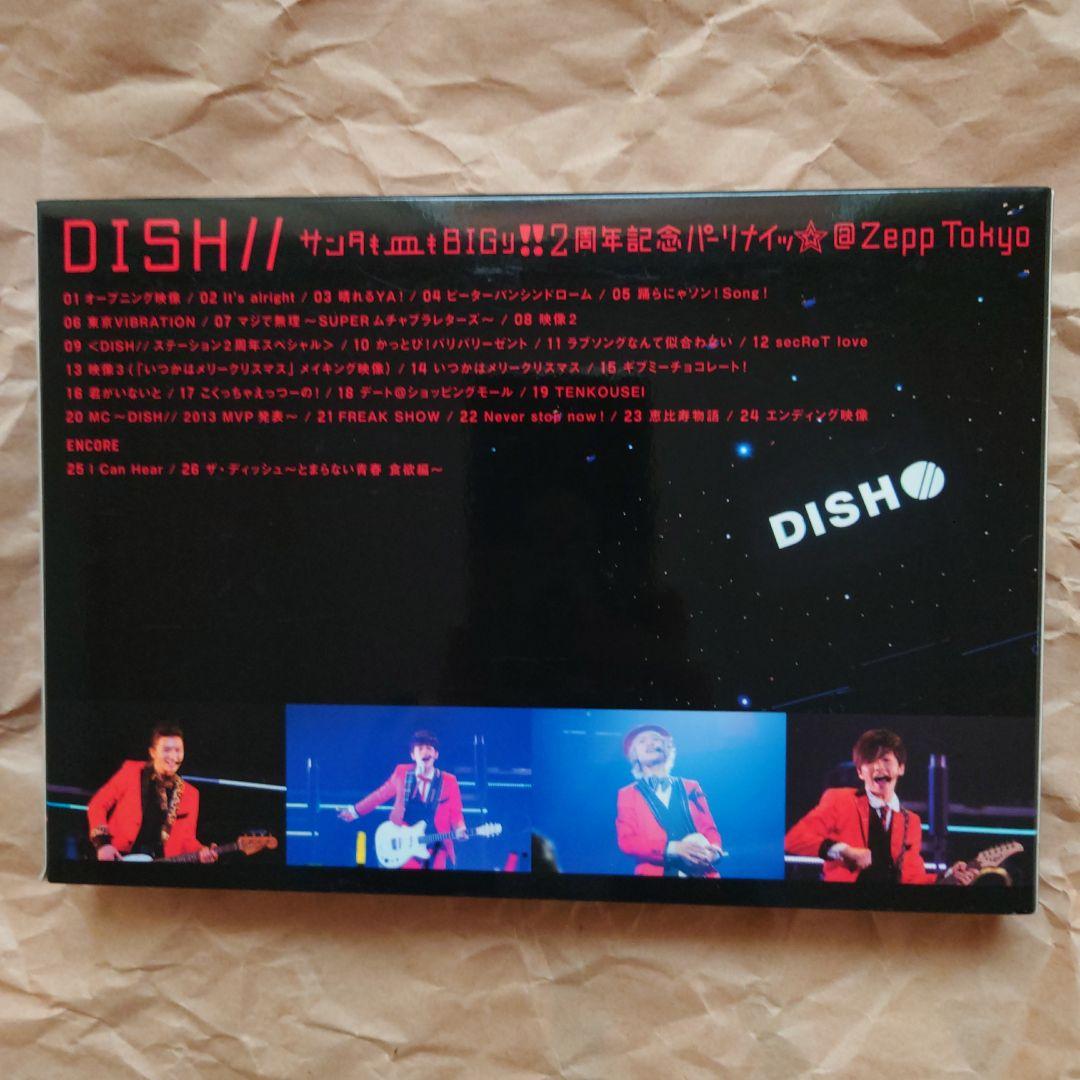 DISH// サンタも皿もBIGり!!2周年記念パーリナイッ☆@Zepp Tokyo
01 オープニング映像 / 02 It's alright / 03 晴れるYA! / 04 ピーターパンシンドローム / 05 踊らにゃソン! Song!
06 東京VIBRATION / 07 マジで無理 ～SUPER ムチャブラレターズ～ / 08 映像2
09 <DISH// ステーション2周年スペシャル> / 10 かっとび!パリパリーゼント / 11 ラブソングなんて似合わない / 12 secReT love
13 映像3(「いつかはメリークリスマス」メイキング映像) / 14 いつかはメリークリスマス / 15 ギブミーチョコレート!
16 君がいないと / 17 こくっちゃえっつーの! / 18 デート@ショッピングモール / 19 TENKOUSEI
20 MC ～DISH// 2013 MVP 発表～ / 21 FREAK SHOW / 22 Never stop now! / 23 恵比寿物語 / 24 エンディング映像
ENCORE
25 I Can Hear / 26 ザ・ディッシュ～とまらない青春 食欲編～
DISH//